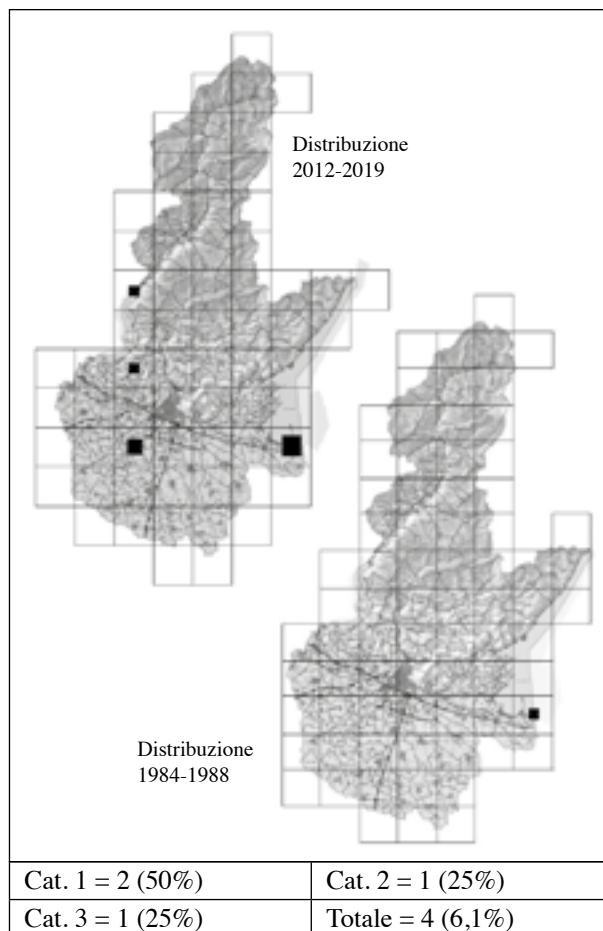 Distribuzione
2012-2019
Distribuzione
1984-1988
Cat. 1 = 2 (50%)
Cat. 2 = 1 (25%)
Cat. 3 = 1 (25%)
Totale = 4 (6,1%)